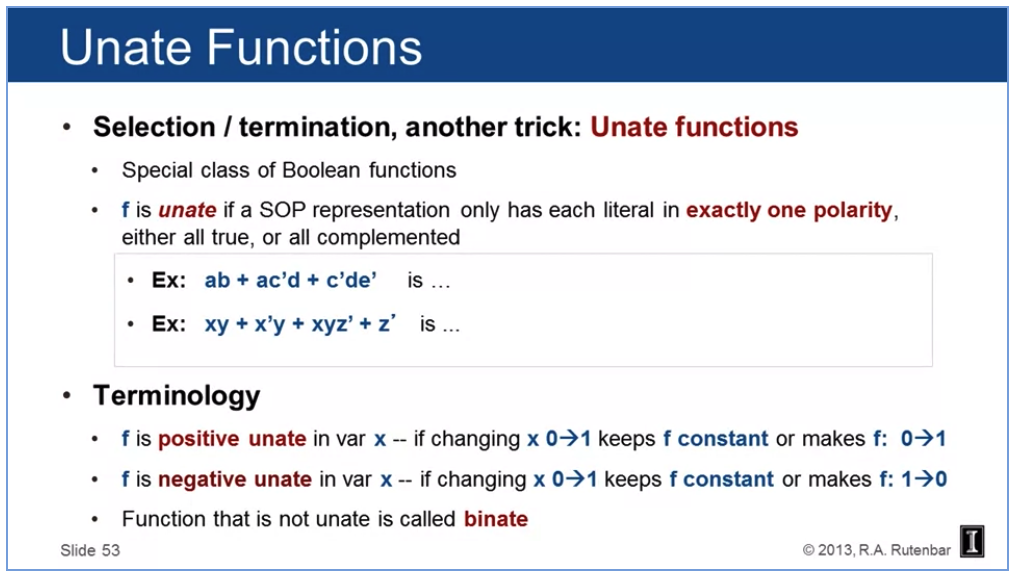 Unate Functions
• Selection / termination, another trick: Unate functions
• Special class of Boolean functions
• f is unate if a SOP representation only has each literal in exactly one polarity,
either all true, or all complemented
• Ex: ab + ac’d + c’de’ is …
• Ex: xy + x’y + xyz’ + z’ is ...
• Terminology
• f is positive unate in var x -- if changing x 0→1 keeps f constant or makes f: 0→1
• f is negative unate in var x -- if changing x 0→1 keeps f constant or makes f: 1→0
• Function that is not unate is called binate
Slide 53
© 2013, R.A. Rutenbar
I